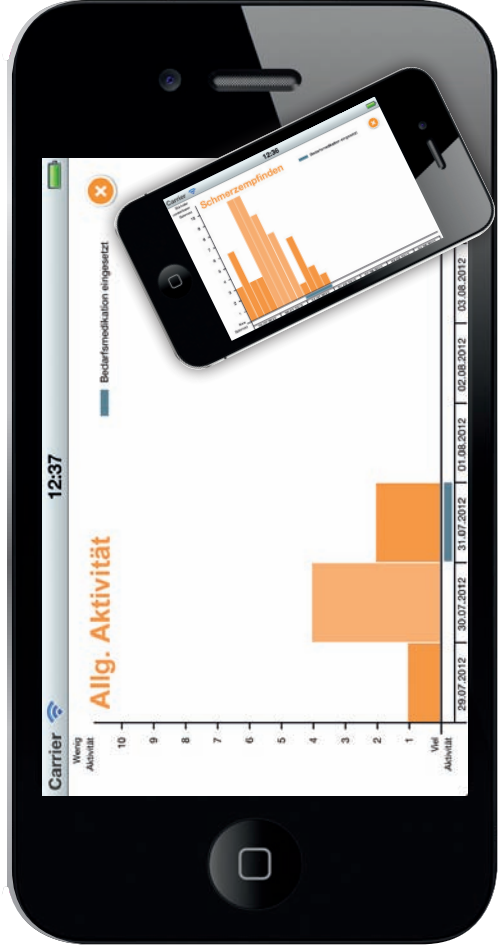 Carrier
12:37
Allg. Aktivität
Bedarfsmedikation eingesetzt
Wenig
Aktivität
10
9
8
7
6
5
4
3
2
1
Viel
Aktivität
29.07.2012
30.07.2012
31.07.2012
01.08.2012
02.08.2012
03.08.2012
Carrier
12:36
Schmerzempfinden
Bedarfsmedikation eingesetzt